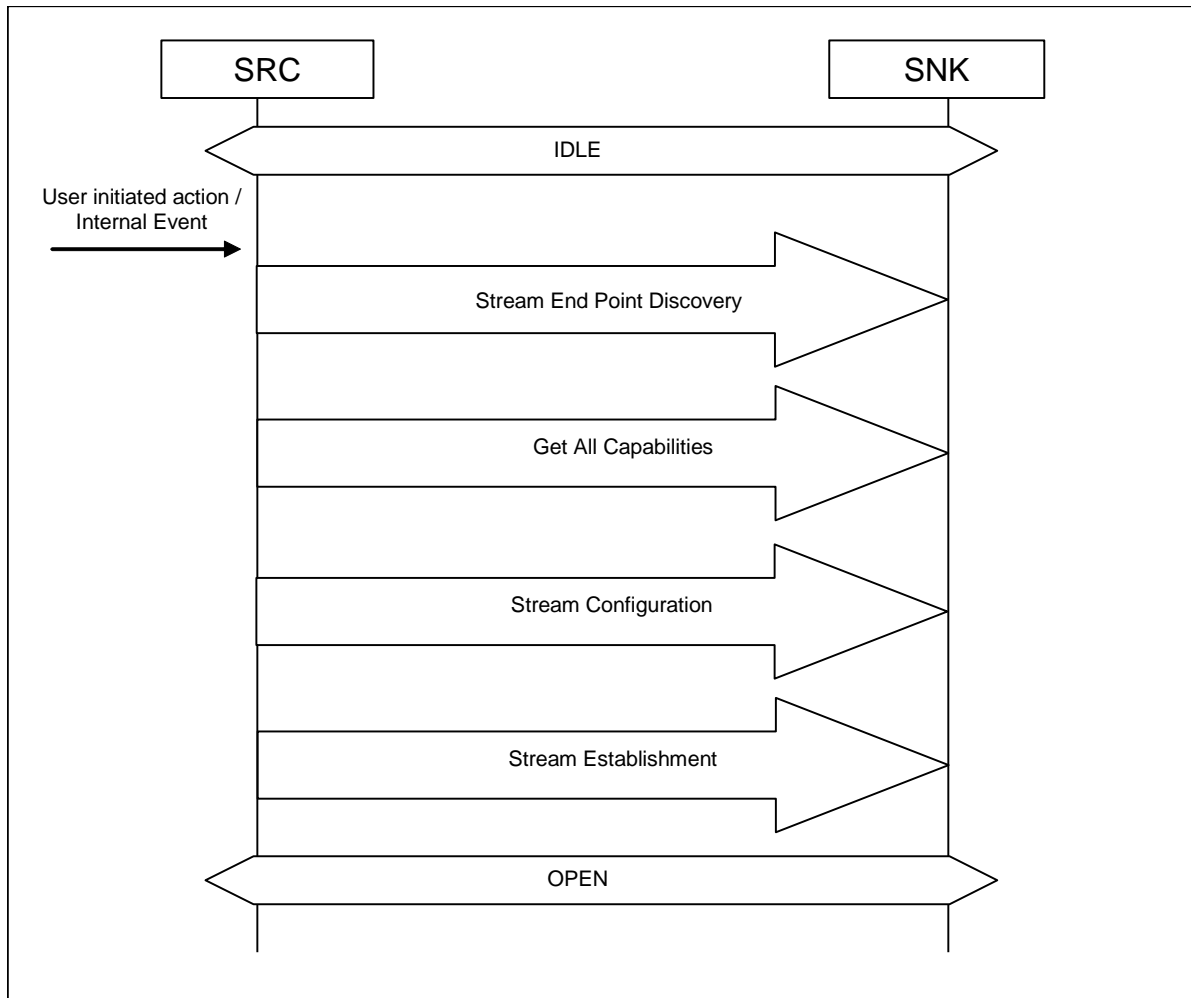 SRC
SNK
IDLE
User initiated action /
Internal Event
Stream End Point Discovery
Get All Capabilities
Stream Configuration
Stream Establishment
OPEN